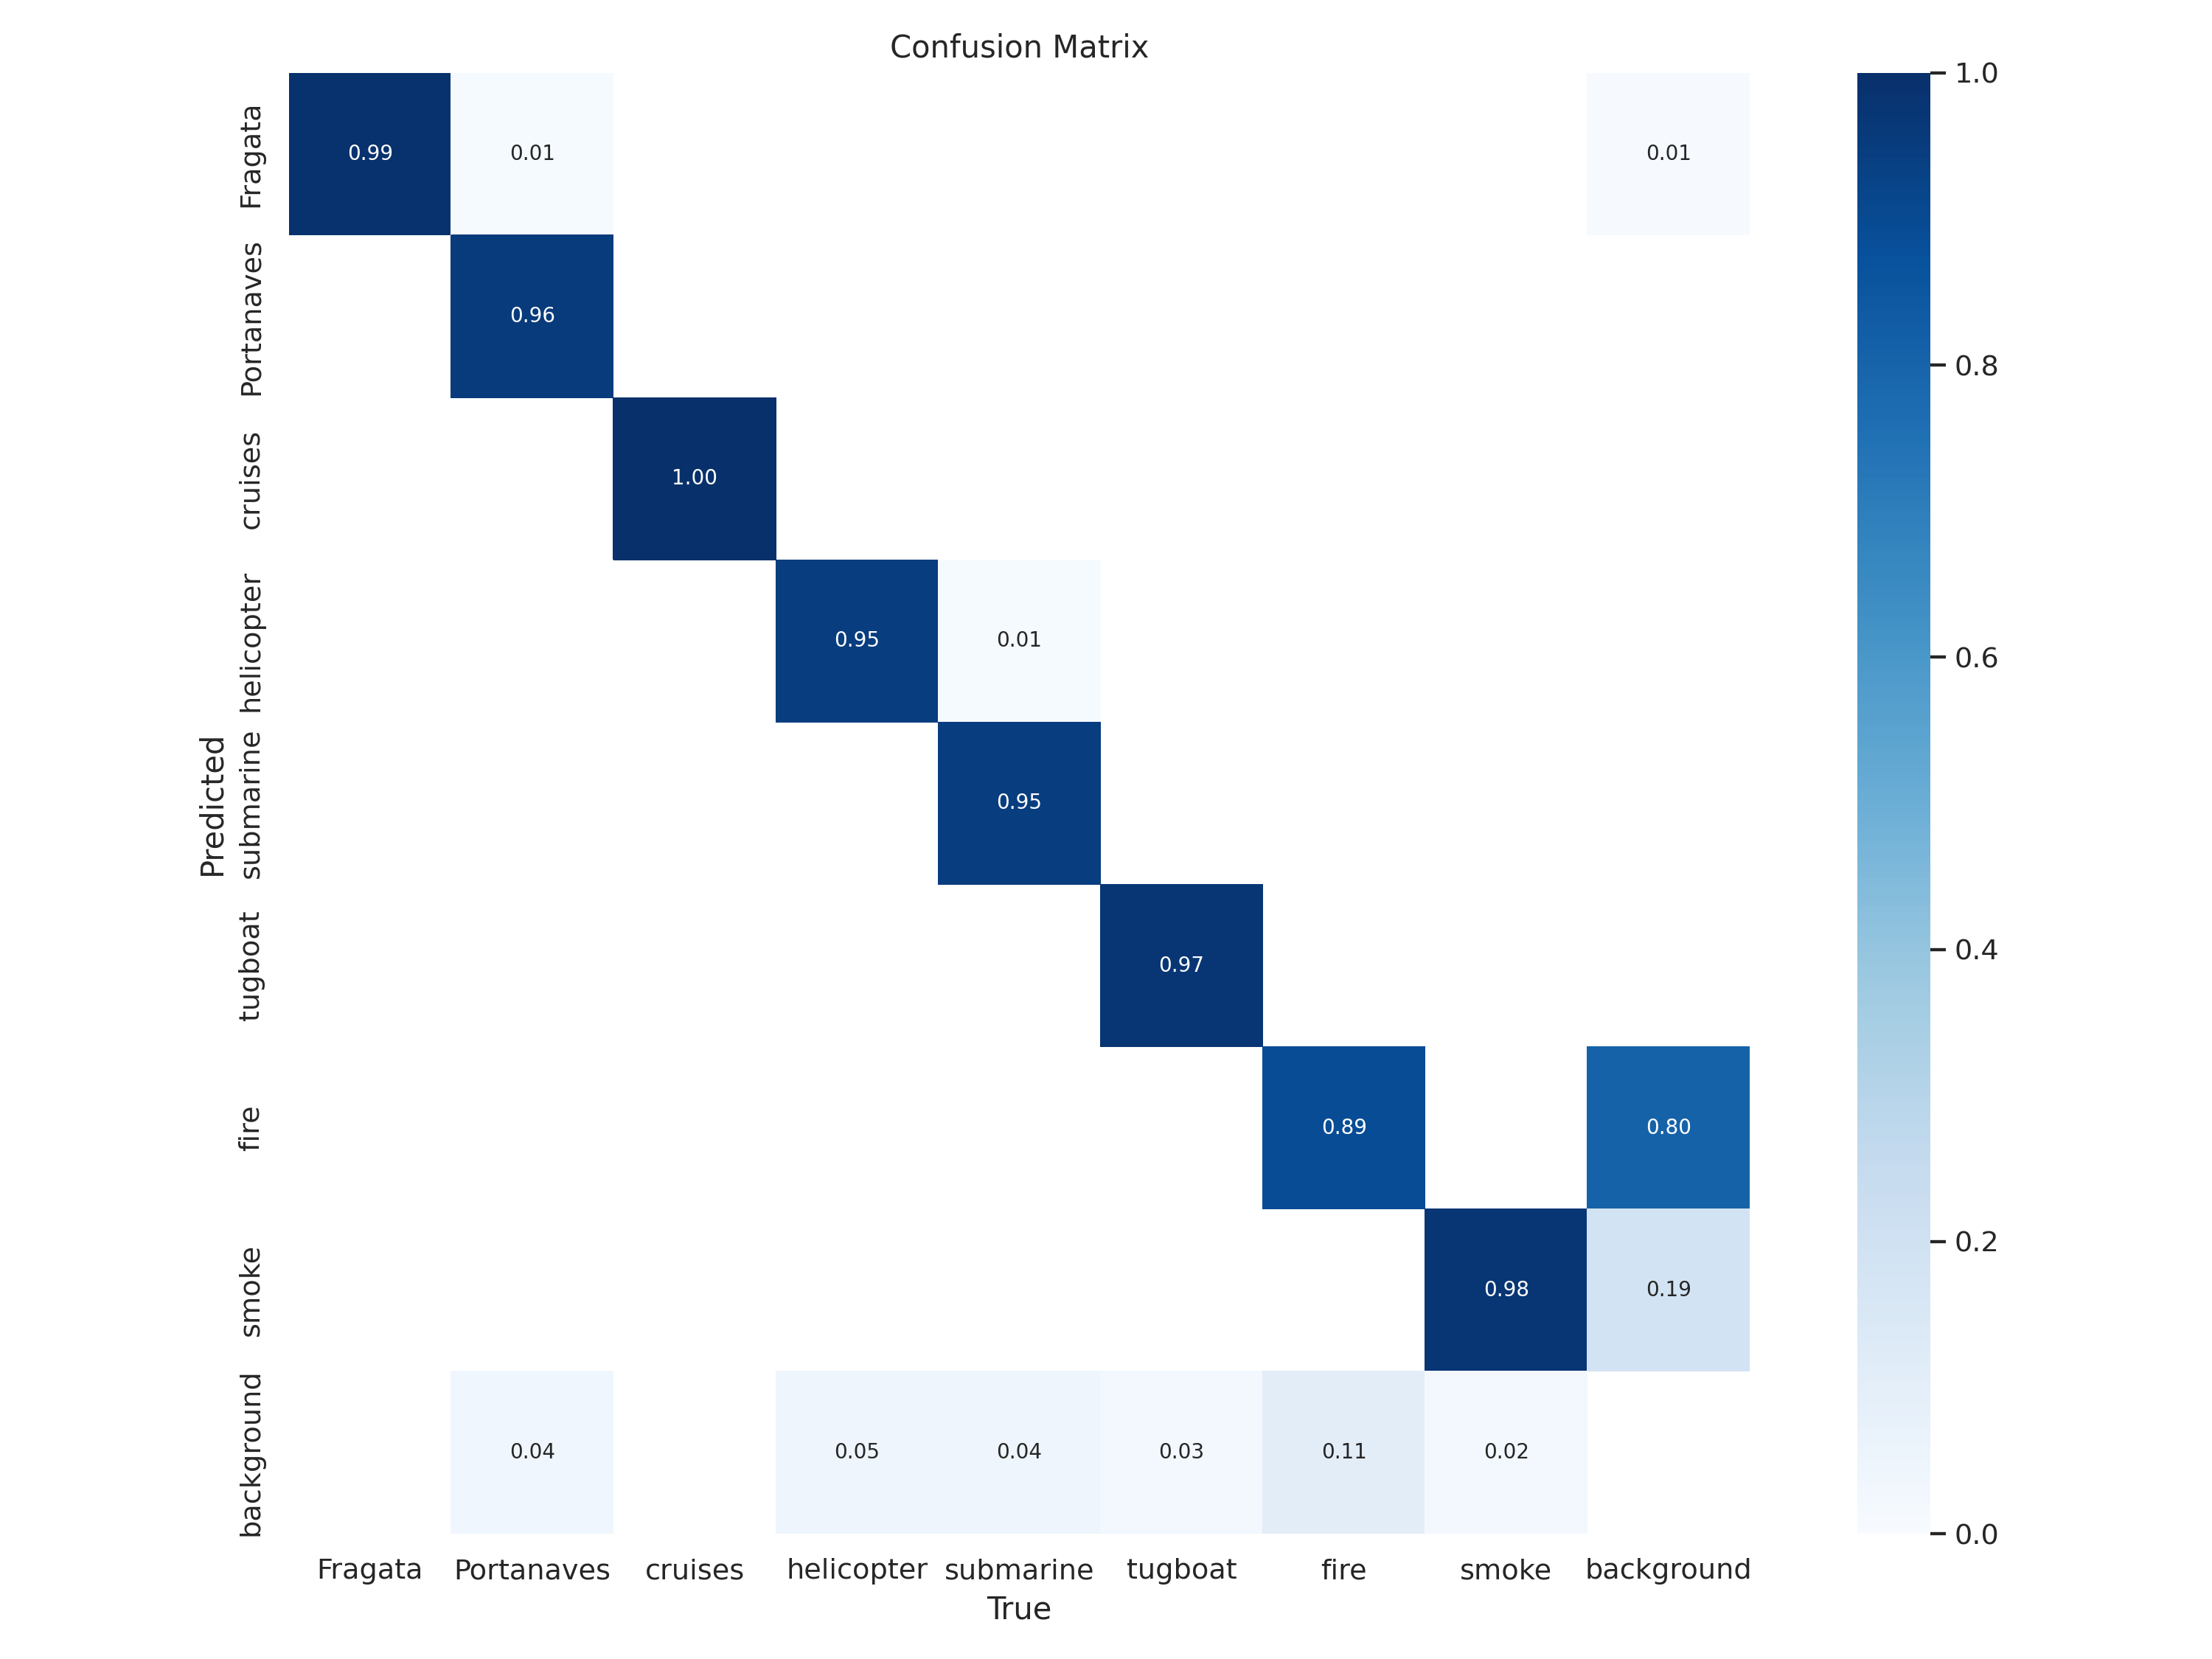 Confusion Matrix
Fragata 0.99 0.01 0.01
Portanaves 0.96
cruises 1.00
helicopter 0.95 0.01
submarine 0.95
tugboat 0.97
fire 0.89 0.80
smoke 0.98 0.19
background 0.04 0.05 0.04 0.03 0.11 0.02
Predicted
Fragata Portanaves cruises helicopter submarine tugboat fire smoke background
True
1.0
0.8
0.6
0.4
0.2
0.0